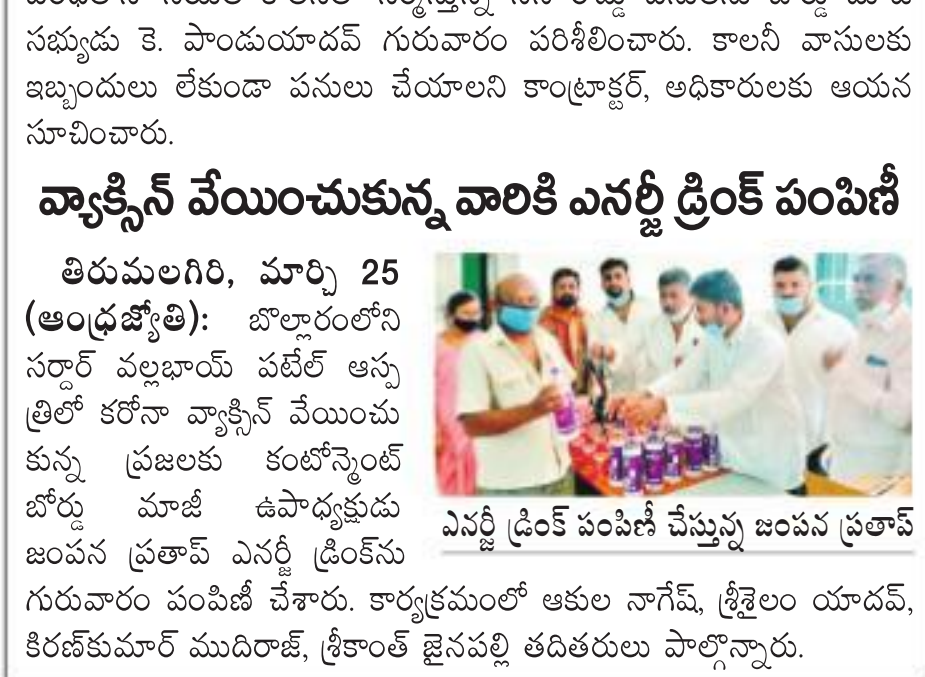 సభ్యుడు కె. పాండుయాదవ్ గురువారం పరిశీలించారు. కాలనీ వాసులకు
ఇబ్బందులు లేకుండా పనులు చేయాలని కాంట్రాక్టర్, అధికారులకు ఆయన
సూచించారు.
వ్యాక్సిన్ వేయించుకున్న వారికి ఎనర్జీ డ్రింక్ పంపిణీ
తిరుమలగిరి, మార్చి 25
(ఆంధ్రజ్యోతి): బొల్లారంలోని
సర్దార్ వల్లభాయ్ పటేల్ ఆస్ప
త్రిలో కరోనా వ్యాక్సిన్ వేయించు
కున్న ప్రజలకు కంటోన్మెంట్
బోర్డు మాజీ ఉపాధ్యక్షుడు
జంపన ప్రతాప్ ఎనర్జీ డ్రింక్‌ను
గురువారం పంపిణీ చేశారు. కార్యక్రమంలో ఆకుల నాగేష్, శ్రీశైలం యాదవ్,
కిరణ్‌కుమార్ ముదిరాజ్, శ్రీకాంత్ జైనపల్లి తదితరులు పాల్గొన్నారు.
ఎనర్జీ డ్రింక్ పంపిణీ చేస్తున్న జంపన ప్రతాప్